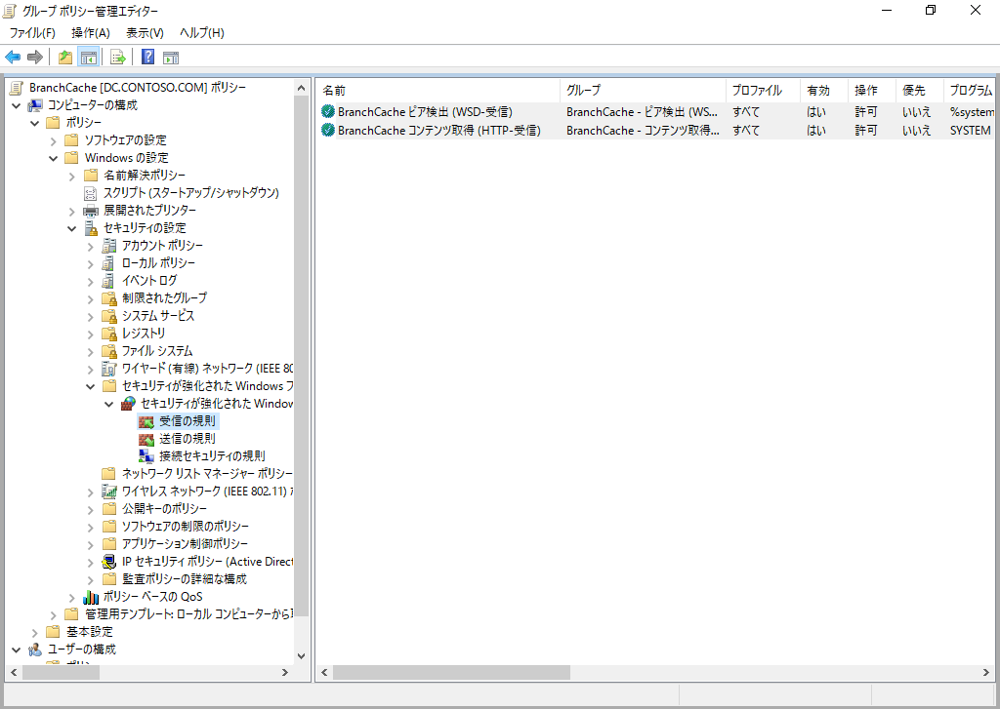 グループ ポリシー管理エディター
ファイル(F) 操作(A) 表示(V) ヘルプ(H)
BranchCache [DC.CONTOSO.COM] ポリシー
コンピューターの構成
ポリシー
ソフトウェアの設定
Windows の設定
名前解決ポリシー
スクリプト (スタートアップ/シャットダウン)
展開されたプリンター
セキュリティの設定
アカウント ポリシー
ローカル ポリシー
イベント ログ
制限されたグループ
システム サービス
レジストリ
ファイル システム
ワイヤード (有線) ネットワーク (IEEE 80
セキュリティが強化された Windows フ
セキュリティが強化された Window
受信の規則
送信の規則
接続セキュリティの規則
ネットワーク リスト マネージャー ポリシー
ワイヤレス ネットワーク (IEEE 802.11)
公開キーのポリシー
ソフトウェアの制限のポリシー
アプリケーション制御ポリシー
IP セキュリティ ポリシー (Active Direct
監査ポリシーの詳細な構成
ポリシー ベースの QoS
管理用テンプレート: ローカル コンピューターから
基本設定
ユーザーの構成
名前 グループ プロファイル 有効 操作 優先 プログラム
BranchCache ピア検出 (WSD-受信) BranchCache - ピア検出 (WS... すべて はい 許可 いいえ %system
BranchCache コンテンツ取得 (HTTP-受信) BranchCache - コンテンツ取得... すべて はい 許可 いいえ SYSTEM